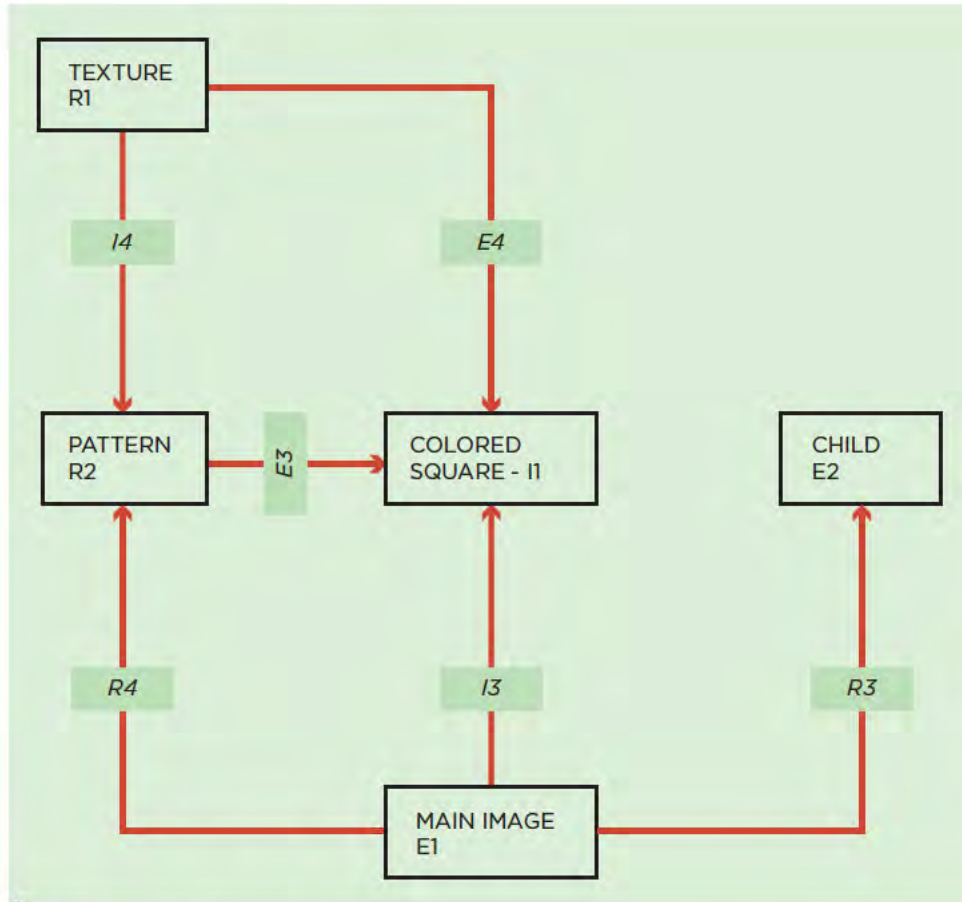 TEXTURE
R1
I4
E4
PATTERN
R2
E3
COLORED
SQUARE - I1
CHILD
E2
R4
I3
R3
MAIN IMAGE
E1